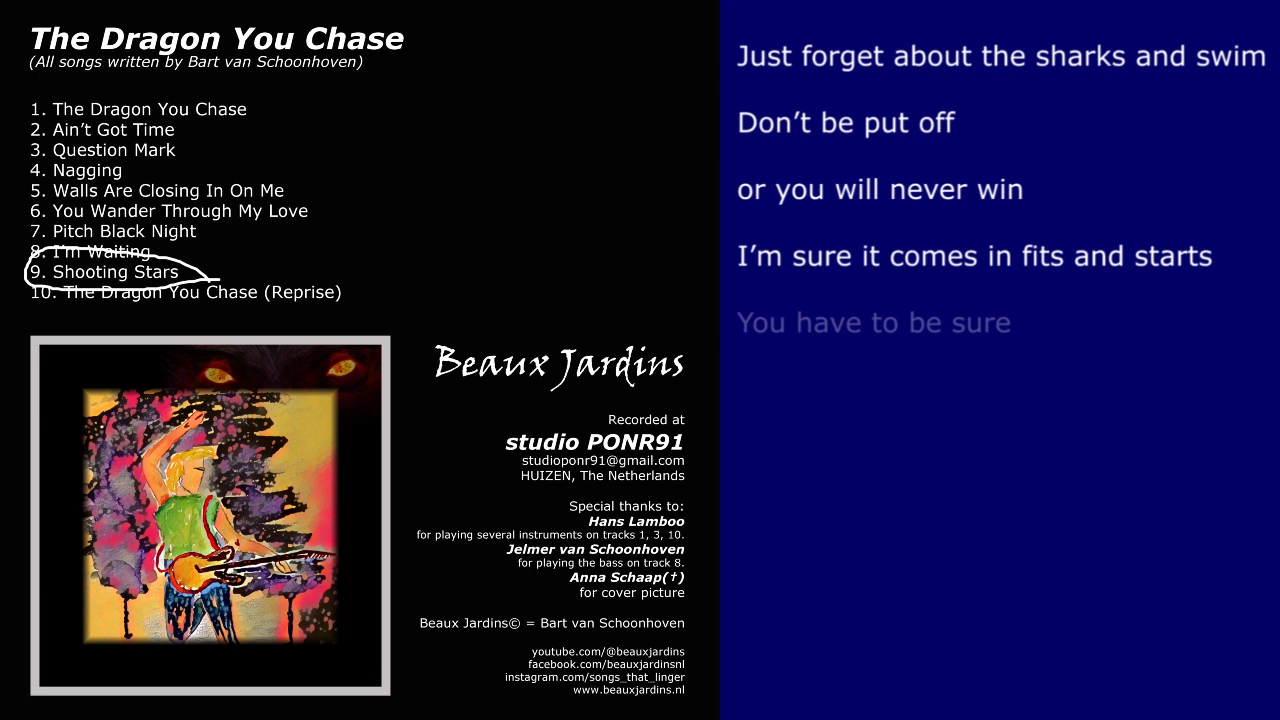 The Dragon You Chase
(All songs written by Bart van Schoonhoven)
1. The Dragon You Chase
2. Ain't Got Time
3. Question Mark
4. Nagging
5. Walls Are Closing In On Me
6. You Wander Through My Love
7. Pitch Black Night
8. I'm Waiting
9. Shooting Stars
10. The Dragon You Chase (Reprise)
Beaux Jardins
Recorded at
studio PONR91
studioponr91@gmail.com
HUIZEN, The Netherlands
Special thanks to:
Hans Lamboo
for playing several instruments on tracks 1, 3, 10.
Jelmer van Schoonhoven
for playing the bass on track 8.
Anna Schaap(†)
for cover picture
Beaux Jardins© = Bart van Schoonhoven
youtube.com/@beauxjardins
facebook.com/beauxjardinsnl
instagram.com/songs_that_linger
www.beauxjardins.nl
Just forget about the sharks and swim
Don't be put off
or you will never win
I'm sure it comes in fits and starts
You have to be sure